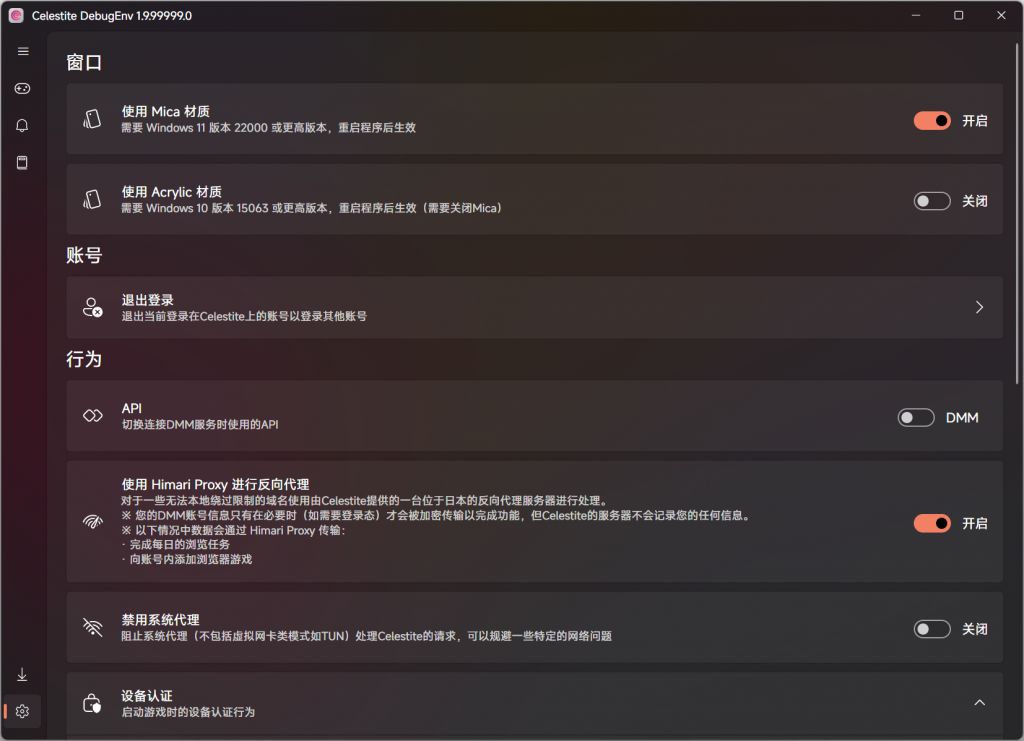 Celestite DebugEnv 1.9.99999.0
窗口
使用 Mica 材质
需要 Windows 11 版本 22000 或更高版本，重启程序后生效
开启
使用 Acrylic 材质
需要 Windows 10 版本 15063 或更高版本，重启程序后生效（需要关闭Mica）
关闭
账号
退出登录
退出当前登录在Celestite上的账号以登录其他账号
行为
API
切换连接DMM服务时使用的API
DMM
使用 Himari Proxy 进行反向代理
对于一些无法本地绕过限制的域名使用由Celestite提供的一台位于日本的反向代理服务器进行处理。
※ 您的DMM账号信息只有在必要时（如需要登录态）才会被加密传输以完成功能，但Celestite的服务器不会记录您的任何信息。
※ 以下情况中数据会通过 Himari Proxy 传输：
· 完成每日的浏览任务
· 向账号内添加浏览器游戏
开启
禁用系统代理
阻止系统代理（不包括虚拟网卡类模式如TUN）处理Celestite的请求，可以规避一些特定的网络问题
关闭
设备认证
启动游戏时的设备认证行为